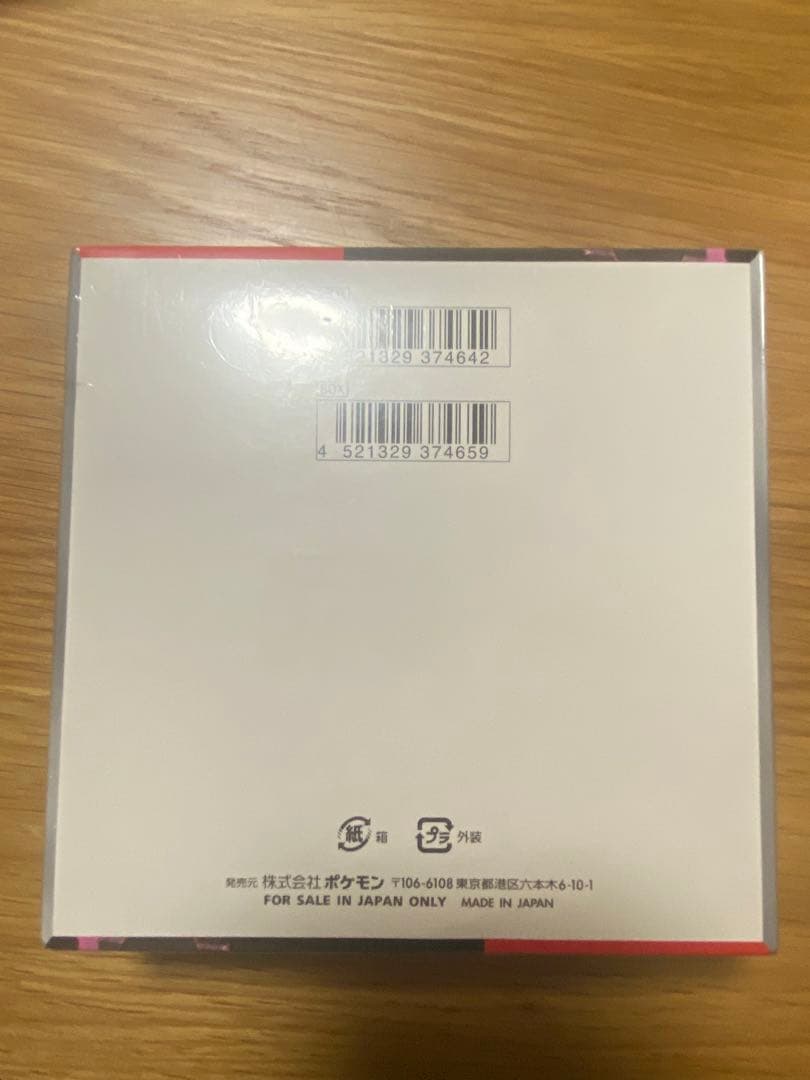 21329 374642
BOX
4 521329 374659
紙 箱 プラ 外装
発売元 株式会社 ポケモン 〒106-6108 東京都港区六本木6-10-1
FOR SALE IN JAPAN ONLY MADE IN JAPAN